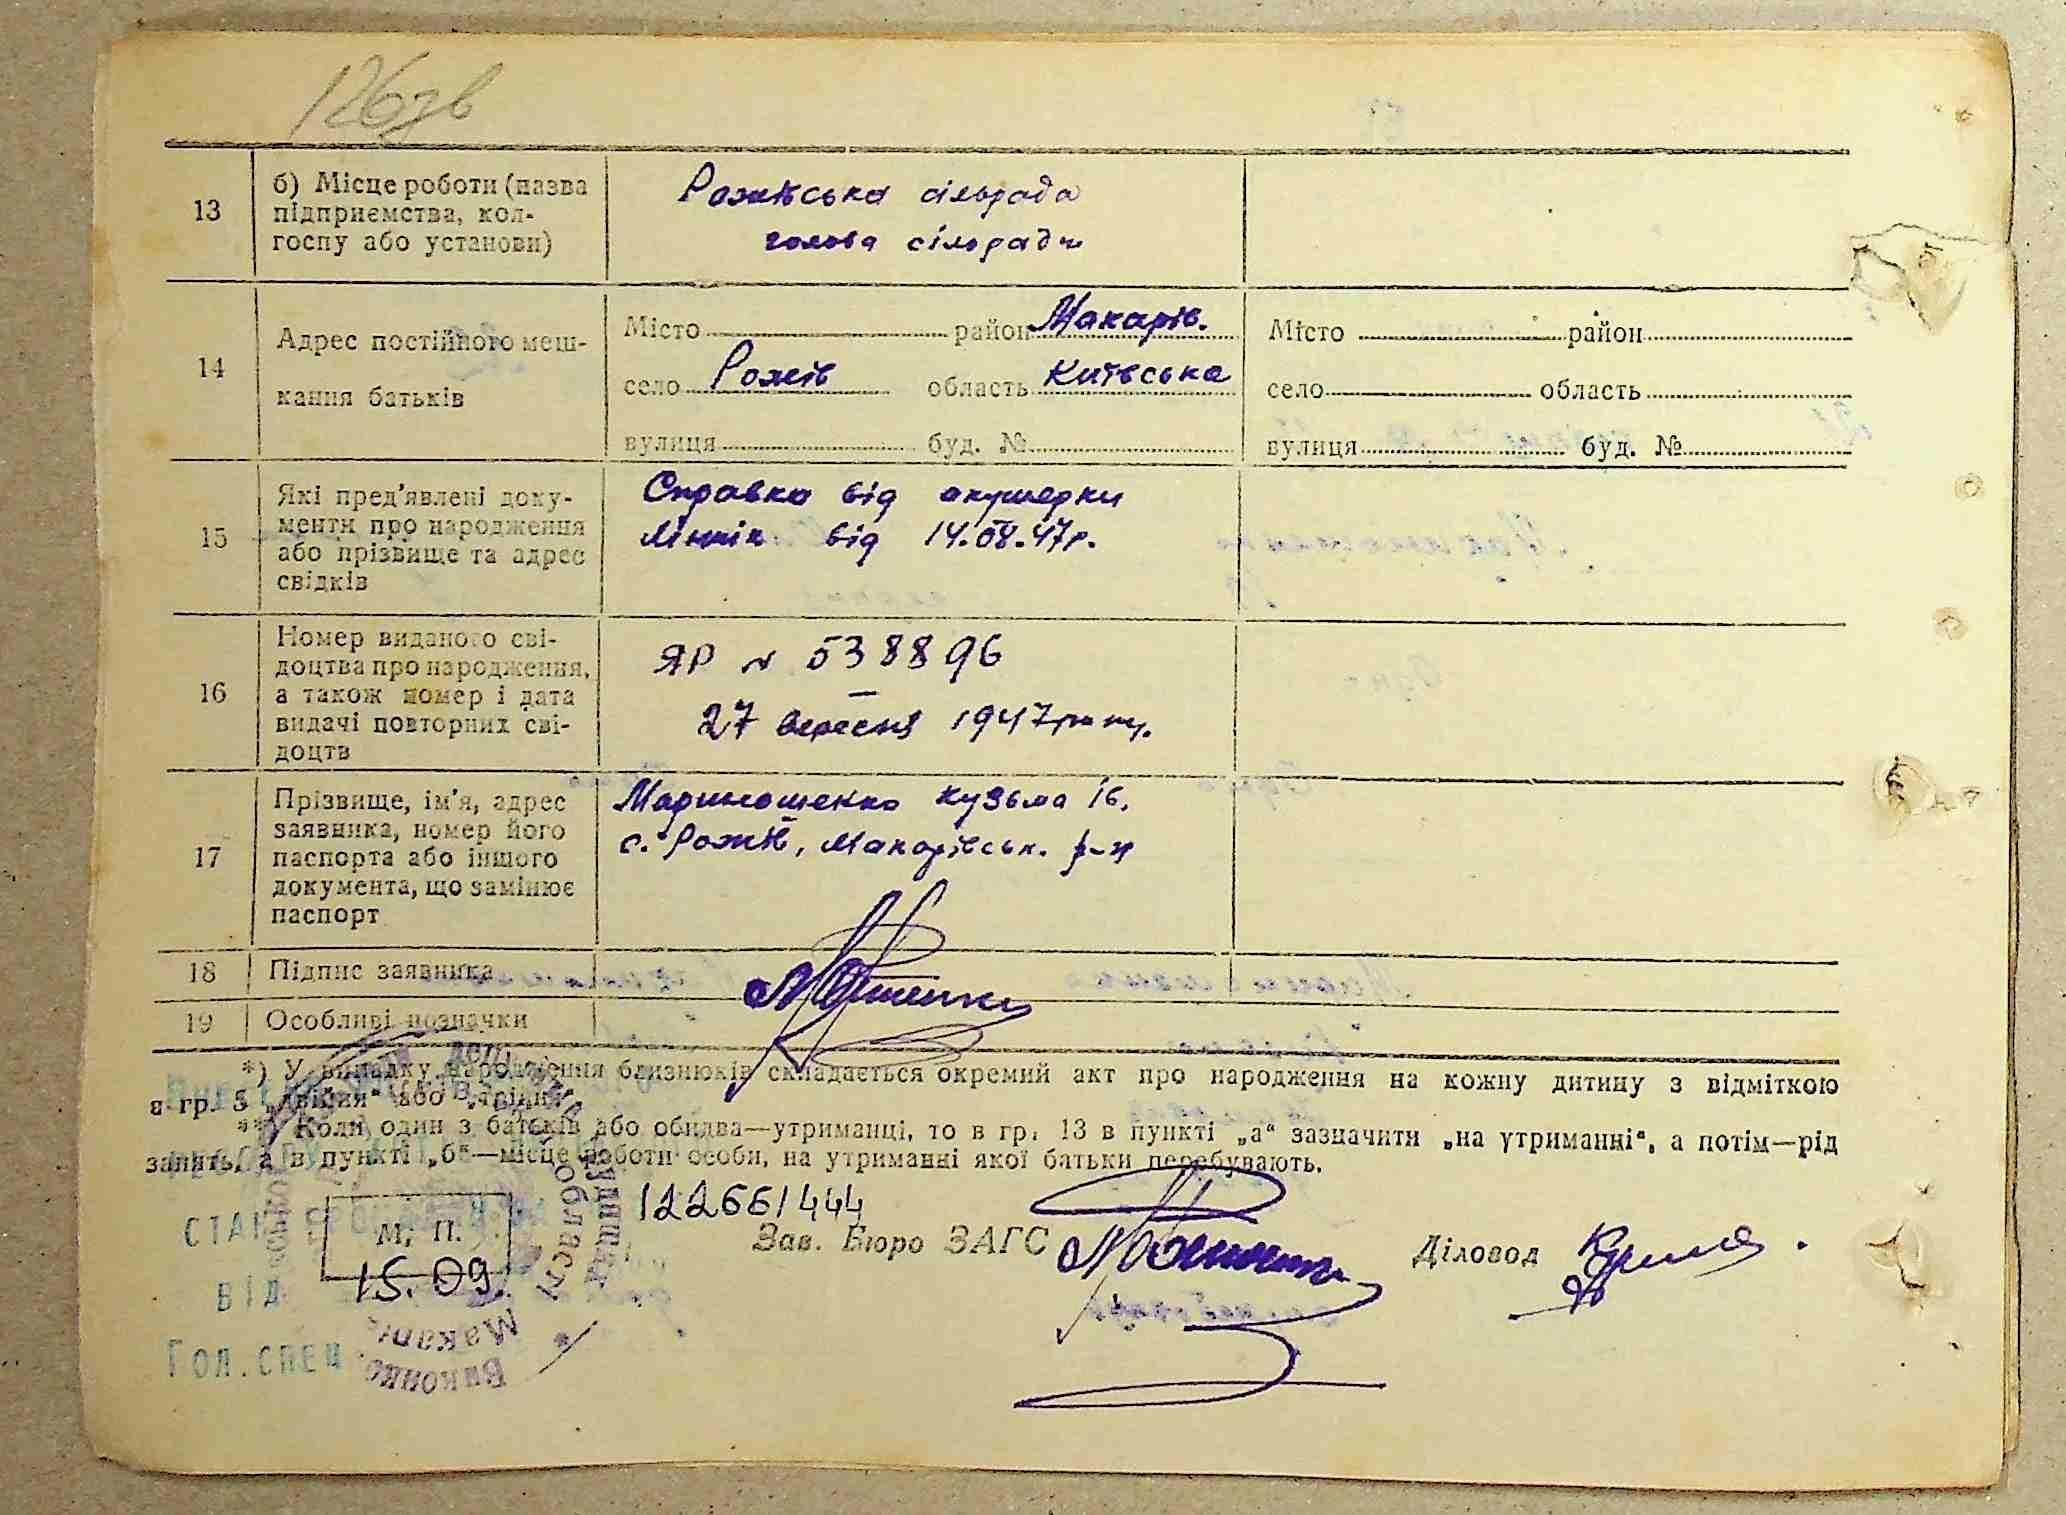 126 зв
13
б) Місце роботи (назва
підприємства, кол-
госпу або установи)
Рожівська сільрада
голова сільради
14
Адрес постійного меш-
кання батьків
Місто район Макарів.
село Рожів область Київська
вулиця буд. №
Місто район
село область
вулиця буд. №
15
Які пред’явлені доку-
менти про народження
або прізвище та адрес
свідків
Справка від акушерки
від 14.08.47р.
16
Номер виданого сві-
доцтва про народження,
а також номер і дата
видачі повторних сві-
доцтв
ЯР № 538896
27 вересня 1947 року.
17
Прізвище, ім’я, адрес
заявника, номер його
паспорта або іншого
документа, що замінює
паспорт
Кузьма Ів.
с. Рожів, Макарівськ. р-н
18
Підпис заявника
19
Особливі позначки
*) У випадку народження близнюків складається окремий акт про народження на кожну дитину з відміткою
в гр. 5 „двійня“ або „трійня“.
**) Коли один з батьків або обидва—утриманці, то в гр. 13 в пункті „а“ зазначити „на утриманні“, а потім—рід
занять, а в пункті „б“—місце роботи особи, на утриманні якої батьки перебувають.
122661444
М. П.
Зав. Бюро ЗАГС
Діловод
15.09.
від
Гол.спец